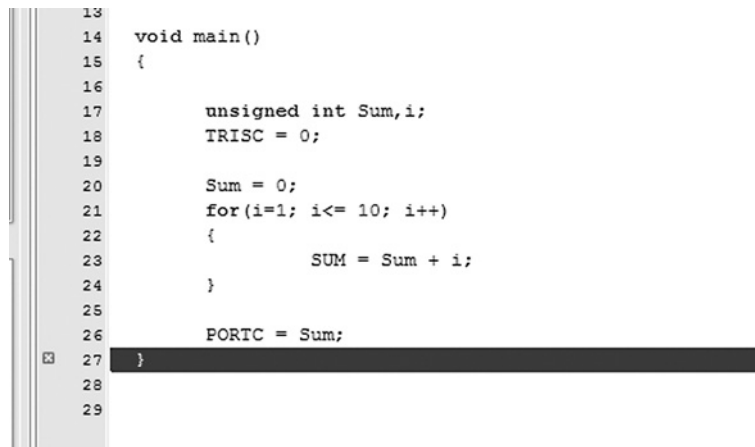 13
14 void main()
15 {
16
17 unsigned int Sum,i;
18 TRISC = 0;
19
20 Sum = 0;
21 for(i=1; i<= 10; i++)
22 {
23 SUM = Sum + i;
24 }
25
26 PORTC = Sum;
27 }
28
29